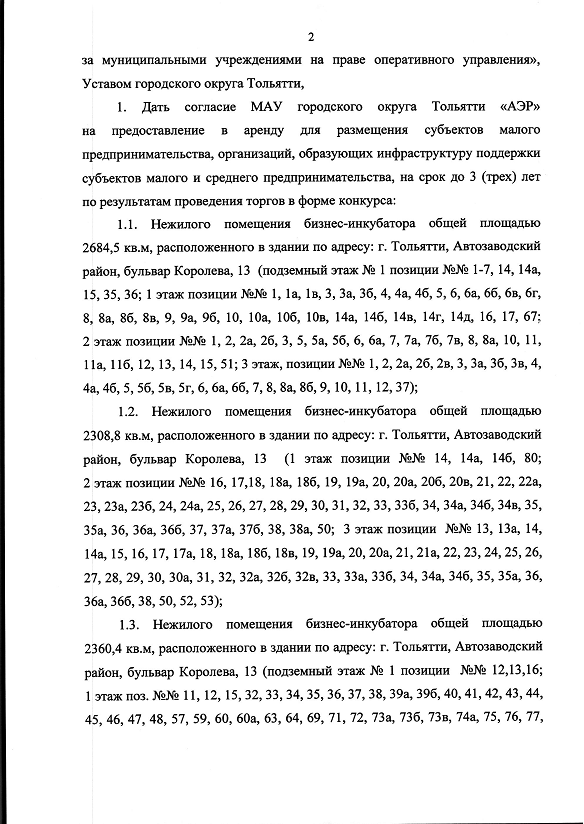 2
за муниципальными учреждениями на праве оперативного управления»,
Уставом городского округа Тольятти,
1. Дать согласие МАУ городского округа Тольятти «АЭР»
на предоставление в аренду для размещения субъектов малого
предпринимательства, организаций, образующих инфраструктуру поддержки
субъектов малого и среднего предпринимательства, на срок до 3 (трех) лет
по результатам проведения торгов в форме конкурса:
1.1. Нежилого помещения бизнес-инкубатора общей площадью
2684,5 кв.м, расположенного в здании по адресу: г. Тольятти, Автозаводский
район, бульвар Королева, 13 (подземный этаж № 1 позиции №№ 1-7, 14, 14а,
15, 35, 36; 1 этаж позиции №№ 1, 1а, 1в, 3, 3а, 3б, 4, 4а, 4б, 5, 6, 6а, 6б, 6в, 6г,
8, 8а, 8б, 8в, 9, 9а, 9б, 10, 10а, 10б, 10в, 14а, 14б, 14в, 14г, 14д, 16, 17, 67;
2 этаж позиции №№ 1, 2, 2а, 2б, 3, 5, 5а, 5б, 6, 6а, 7, 7а, 7б, 7в, 8, 8а, 10, 11,
11а, 11б, 12, 13, 14, 15, 51; 3 этаж, позиции №№ 1, 2, 2а, 2б, 2в, 3, 3а, 3б, 3в, 4,
4а, 4б, 5, 5б, 5в, 5г, 6, 6а, 6б, 7, 8, 8а, 8б, 9, 10, 11, 12, 37);
1.2. Нежилого помещения бизнес-инкубатора общей площадью
2308,8 кв.м, расположенного в здании по адресу: г. Тольятти, Автозаводский
район, бульвар Королева, 13 (1 этаж позиции №№ 14, 14а, 14б, 80;
2 этаж позиции №№ 16, 17,18, 18а, 18б, 19, 19а, 20, 20а, 20б, 20в, 21, 22, 22а,
23, 23а, 23б, 24, 24а, 25, 26, 27, 28, 29, 30, 31, 32, 33, 33б, 34, 34а, 34б, 34в, 35,
35а, 36, 36а, 36б, 37, 37а, 37б, 38, 38а, 50; 3 этаж позиции №№ 13, 13а, 14,
14а, 15, 16, 17, 17а, 18, 18а, 18б, 18в, 19, 19а, 20, 20а, 21, 21а, 22, 23, 24, 25, 26,
27, 28, 29, 30, 30а, 31, 32, 32а, 32б, 32в, 33, 33а, 33б, 34, 34а, 34б, 35, 35а, 36,
36а, 36б, 38, 50, 52, 53);
1.3. Нежилого помещения бизнес-инкубатора общей площадью
2360,4 кв.м, расположенного в здании по адресу: г. Тольятти, Автозаводский
район, бульвар Королева, 13 (подземный этаж № 1 позиции №№ 12,13,16;
1 этаж поз. №№ 11, 12, 15, 32, 33, 34, 35, 36, 37, 38, 39а, 39б, 40, 41, 42, 43, 44,
45, 46, 47, 48, 57, 59, 60, 60а, 63, 64, 69, 71, 72, 73а, 73б, 73в, 74а, 75, 76, 77,